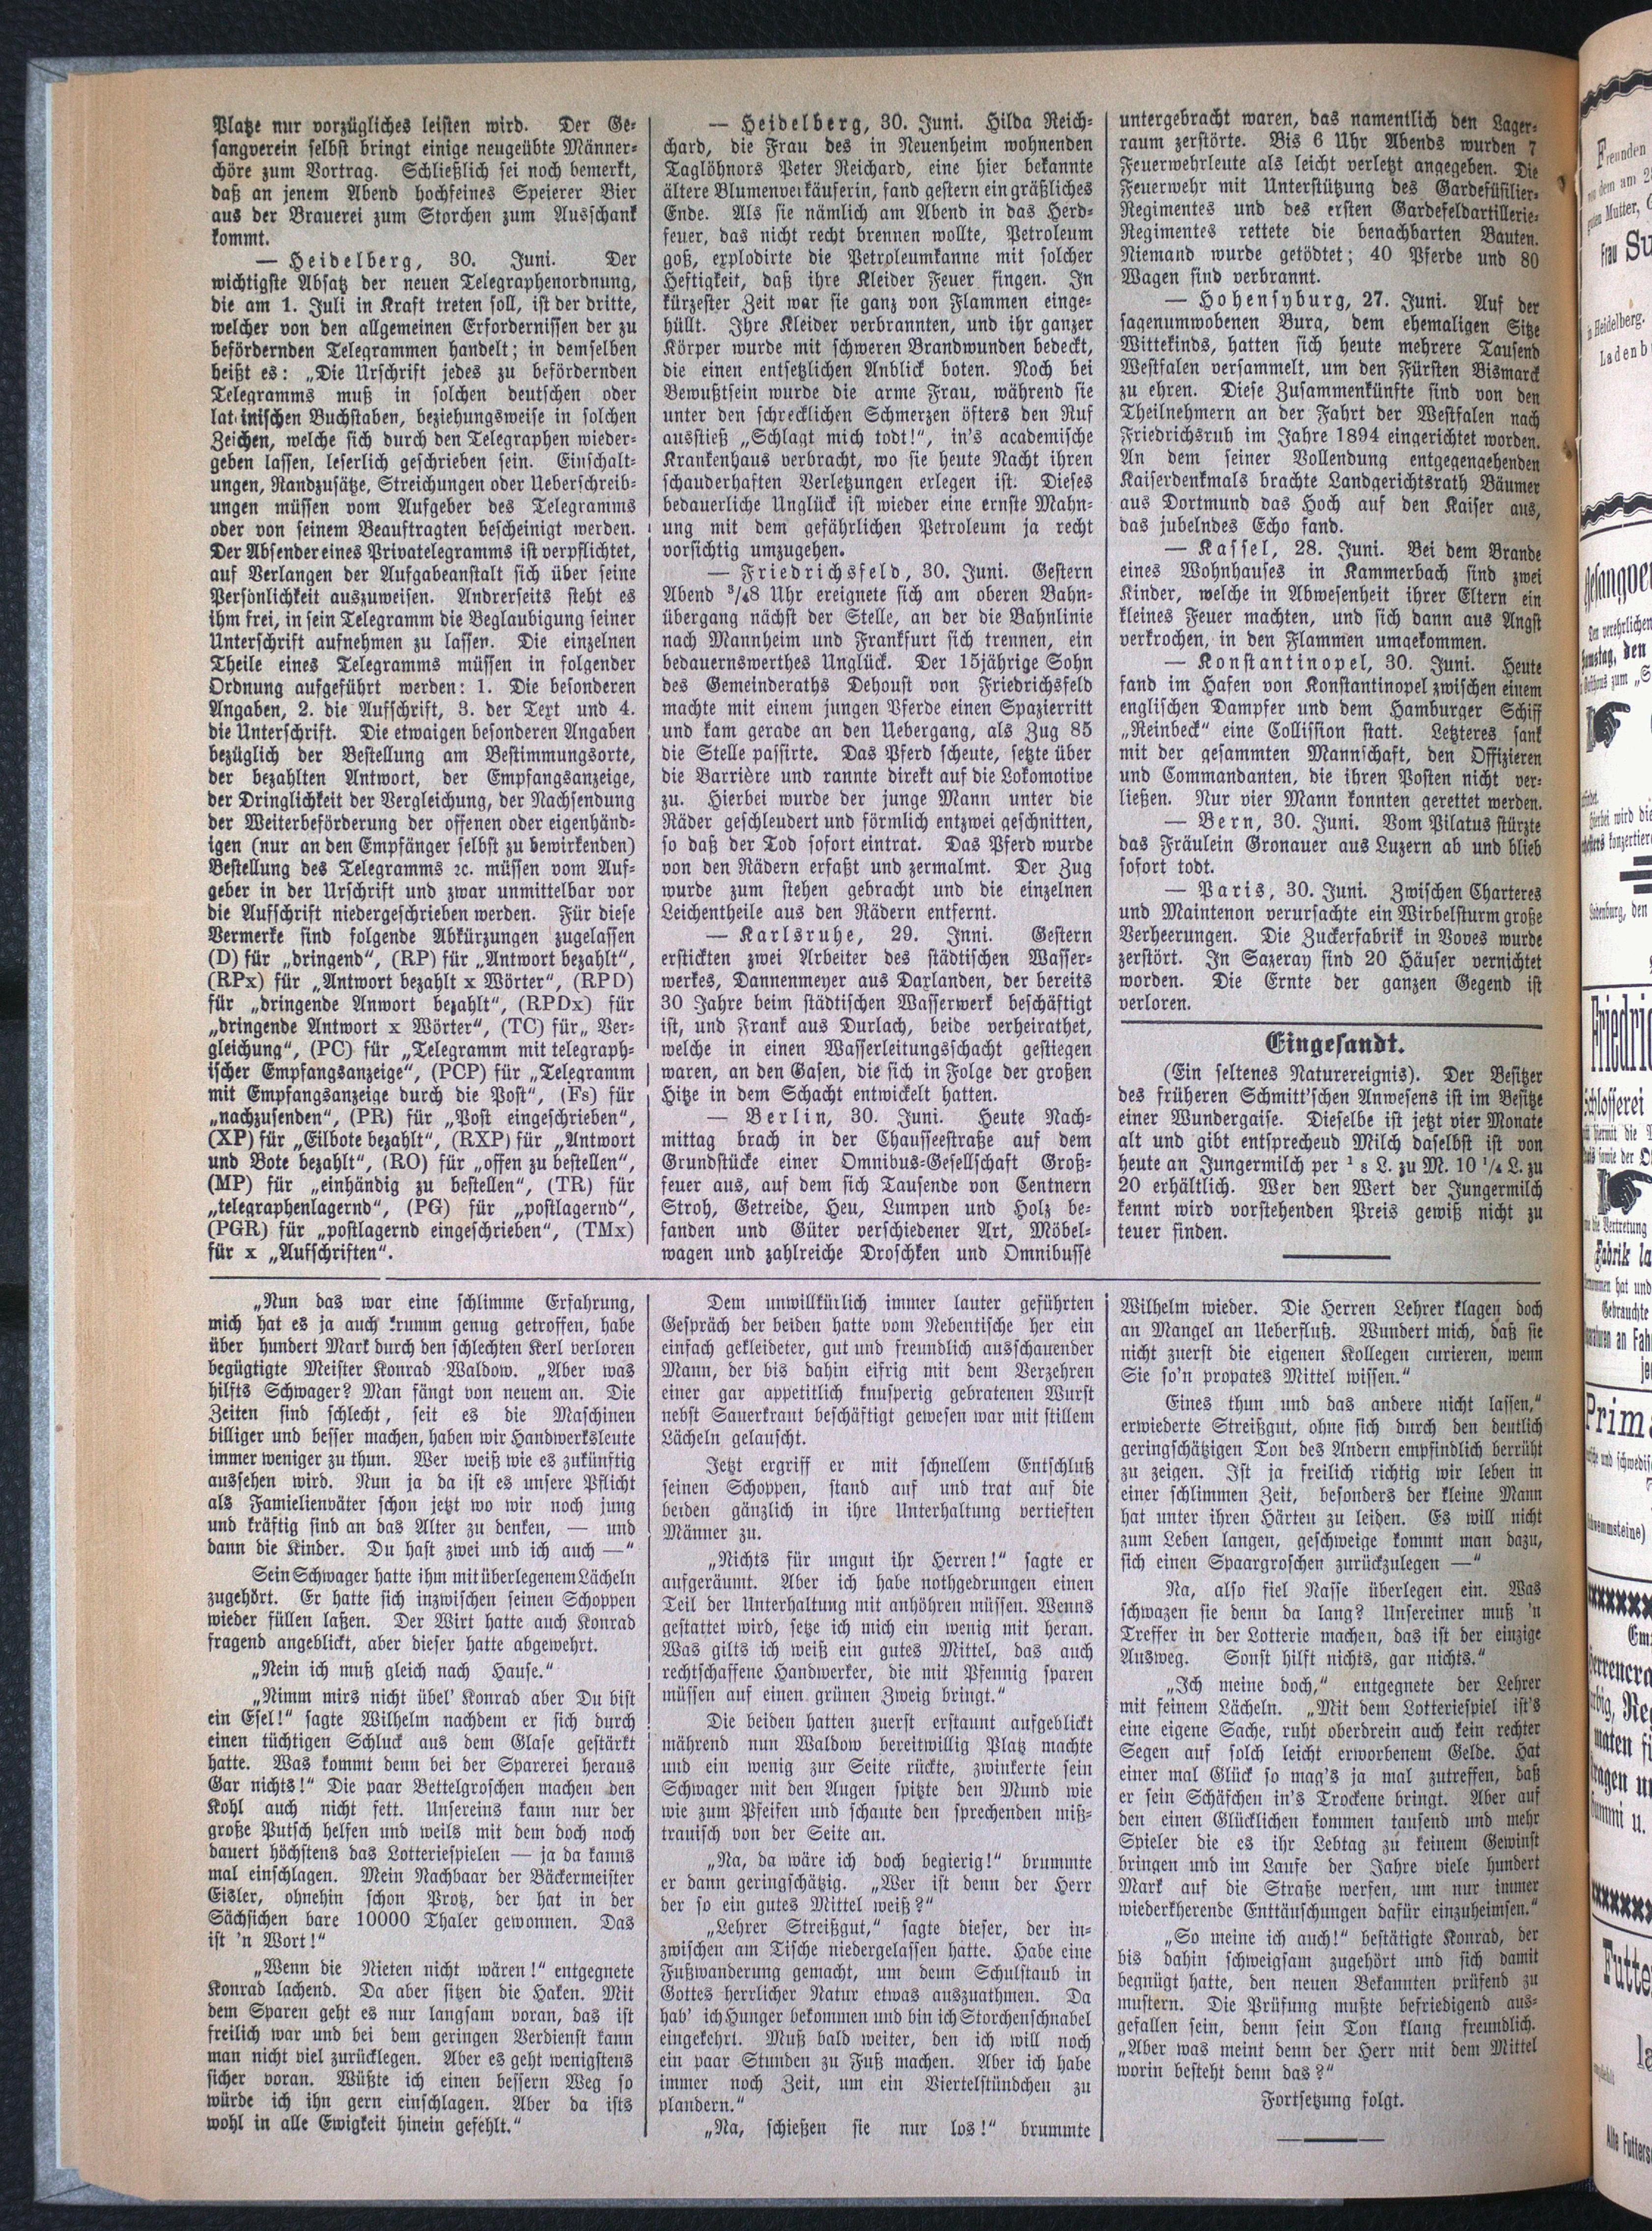 Platze nur vorzügliches leisten wird. Der Ge-
sangverein selbst bringt einige neugeübte Männer-
chöre zum Vortrag. Schließlich sei noch bemerkt,
daß an jenem Abend hochfeines Speierer Bier
aus der Brauerei zum Storchen zum Ausschank
kommt.
— Heidelberg, 30. Juni. Der
wichtigste Absatz der neuen Telegraphenordnung,
die am 1. Juli in Kraft treten soll, ist der dritte,
welcher von den allgemeinen Erfordernissen der zu
befördernden Telegrammen handelt; in demselben
heißt es: „Die Urschrift jedes zu befördernden
Telegramms muß in solchen deutschen oder
lateinischen Buchstaben, beziehungsweise in solchen
Zeichen, welche sich durch den Telegraphen wieder-
geben lassen, leserlich geschrieben sein. Einschalt-
ungen, Randzusätze, Streichungen oder Ueberschreib-
ungen müssen vom Aufgeber des Telegramms
oder von seinem Beauftragten bescheinigt werden.
Der Absender eines Privatelegramms ist verpflichtet,
auf Verlangen der Aufgabeanstalt sich über seine
Persönlichkeit auszuweisen. Andrerseits steht es
ihm frei, in sein Telegramm die Beglaubigung seiner
Unterschrift aufnehmen zu lassen. Die einzelnen
Theile eines Telegramms müssen in folgender
Ordnung aufgeführt werden: 1. Die besonderen
Angaben, 2. die Aufschrift, 3. der Text und 4.
die Unterschrift. Die etwaigen besonderen Angaben
bezüglich der Bestellung am Bestimmungsorte,
der bezahlten Antwort, der Empfangsanzeige,
der Dringlichkeit der Vergleichung, der Nachsendung
der Weiterbeförderung der offenen oder eigenhänd-
igen (nur an den Empfänger selbst zu bewirkenden)
Bestellung des Telegramms ꝛc. müssen vom Auf-
geber in der Urschrift und zwar unmittelbar vor
die Aufschrift niedergeschrieben werden. Für diese
Vermerke sind folgende Abkürzungen zugelassen
(D) für „dringend“, (RP) für „Antwort bezahlt“,
(RPx) für „Antwort bezahlt x Wörter“, (RPD)
für „dringende Anwort bezahlt“, (RPDx) für
„dringende Antwort x Wörter“, (TC) für„ Ver-
gleichung“, (PC) für „Telegramm mit telegraph-
ischer Empfangsanzeige“, (PCP) für „Telegramm
mit Empfangsanzeige durch die Post“, (Fs) für
„nachzusenden“, (PR) für „Post eingeschrieben“,
(XP) für „Eilbote bezahlt“, (RXP) für „Antwort
und Bote bezahlt“, (RO) für „offen zu bestellen“,
(MP) für „einhändig zu bestellen“, (TR) für
„telegraphenlagernd“, (PG) für „postlagernd“,
(PGR) für „postlagernd eingeschrieben“, (TMx)
für x „Aufschriften“.
— Heidelberg, 30. Juni. Hilda Reich-
chard, die Frau des in Neuenheim wohnenden
Taglöhnors Peter Reichard, eine hier bekannte
ältere Blumenverkäuferin, fand gestern ein gräßliches
Ende. Als sie nämlich am Abend in das Herd-
feuer, das nicht recht brennen wollte, Petroleum
goß, explodirte die Petroleumkanne mit solcher
Heftigkeit, daß ihre Kleider Feuer fingen. In
kürzester Zeit war sie ganz von Flammen einge-
hüllt. Ihre Kleider verbrannten, und ihr ganzer
Körper wurde mit schweren Brandwunden bedeckt,
die einen entsetzlichen Anblick boten. Noch bei
Bewußtsein wurde die arme Frau, während sie
unter den schrecklichen Schmerzen öfters den Ruf
ausstieß „Schlagt mich todt!“, in's academische
Krankenhaus verbracht, wo sie heute Nacht ihren
schauderhaften Verletzungen erlegen ist. Dieses
bedauerliche Unglück ist wieder eine ernste Mahn-
ung mit dem gefährlichen Petroleum ja recht
vorsichtig umzugehen.
— Friedrichsfeld, 30. Juni. Gestern
Abend ³/₄8 Uhr ereignete sich am oberen Bahn-
übergang nächst der Stelle, an der die Bahnlinie
nach Mannheim und Frankfurt sich trennen, ein
bedauernswerthes Unglück. Der 15jährige Sohn
des Gemeinderaths Dehoust von Friedrichsfeld
machte mit einem jungen Pferde einen Spazierritt
und kam gerade an den Uebergang, als Zug 85
die Stelle passirte. Das Pferd scheute, setzte über
die Barrière und rannte direkt auf die Lokomotive
zu. Hierbei wurde der junge Mann unter die
Räder geschleudert und förmlich entzwei geschnitten,
so daß der Tod sofort eintrat. Das Pferd wurde
von den Rädern erfaßt und zermalmt. Der Zug
wurde zum stehen gebracht und die einzelnen
Leichentheile aus den Rädern entfernt.
— Karlsruhe, 29. Jnni. Gestern
erstickten zwei Arbeiter des städtischen Wasser-
werkes, Dannenmeyer aus Daxlanden, der bereits
30 Jahre beim städtischen Wasserwerk beschäftigt
ist, und Frank aus Durlach, beide verheirathet,
welche in einen Wasserleitungsschacht gestiegen
waren, an den Gasen, die sich in Folge der großen
Hitze in dem Schacht entwickelt hatten.
— Berlin, 30. Juni. Heute Nach-
mittag brach in der Chausseestraße auf dem
Grundstücke einer Omnibus-Gesellschaft Groß-
feuer aus, auf dem sich Tausende von Centnern
Stroh, Getreide, Heu, Lumpen und Holz be-
fanden und Güter verschiedener Art, Möbel-
wagen und zahlreiche Droschken und Omnibusse
untergebracht waren, das namentlich den Lager-
raum zerstörte. Bis 6 Uhr Abends wurden 7
Feuerwehrleute als leicht verletzt angegeben. Die
Feuerwehr mit Unterstützung des Gardefüsilier-
Regimentes und des ersten Gardefeldartillerie-
Regimentes rettete die benachbarten Bauten.
Niemand wurde getödtet; 40 Pferde und 80
Wagen sind verbrannt.
— Hohensyburg, 27. Juni. Auf der
sagenumwobenen Burg, dem ehemaligen Sitze
Wittekinds, hatten sich heute mehrere Tausend
Westfalen versammelt, um den Fürsten Bismarck
zu ehren. Diese Zusammenkünfte sind von den
Theilnehmern an der Fahrt der Westfalen nach
Friedrichsruh im Jahre 1894 eingerichtet worden.
An dem seiner Vollendung entgegengehenden
Kaiserdenkmals brachte Landgerichtsrath Bäumer
aus Dortmund das Hoch auf den Kaiser aus,
das jubelndes Echo fand.
— Kassel, 28. Juni. Bei dem Brande
eines Wohnhauses in Kammerbach sind zwei
Kinder, welche in Abwesenheit ihrer Eltern ein
kleines Feuer machten, und sich dann aus Angst
verkrochen, in den Flammen umgekommen.
— Konstantinopel, 30. Juni. Heute
fand im Hafen von Konstantinopel zwischen einem
englischen Dampfer und dem Hamburger Schiff
„Reinbeck“ eine Collission statt. Letzteres sank
mit der gesammten Mannschaft, den Offizieren
und Commandanten, die ihren Posten nicht ver-
ließen. Nur vier Mann konnten gerettet werden.
— Bern, 30. Juni. Vom Pilatus stürzte
das Fräulein Gronauer aus Luzern ab und blieb
sofort todt.
— Paris, 30. Juni. Zwischen Charteres
und Maintenon verursachte ein Wirbelsturm große
Verheerungen. Die Zuckerfabrik in Voves wurde
zerstört. In Sazeray sind 20 Häuser vernichtet
worden. Die Ernte der ganzen Gegend ist
verloren.
Eingesandt.
(Ein seltenes Naturereignis). Der Besitzer
des früheren Schmitt'schen Anwesens ist im Besitze
einer Wundergaise. Dieselbe ist jetzt vier Monate
alt und gibt entsprechend Milch daselbst ist von
heute an Jungermilch per ¹ ₈ L. zu M. 10 ¹/₄ L. zu
20 erhältlich. Wer den Wert der Jungermilch
kennt wird vorstehenden Preis gewiß nicht zu
teuer finden.
„Nun das war eine schlimme Erfahrung,
mich hat es ja auch krumm genug getroffen, habe
über hundert Mark durch den schlechten Kerl verloren
begügtigte Meister Konrad Waldow. „Aber was
hilfts Schwager? Man fängt von neuem an. Die
Zeiten sind schlecht, seit es die Maschinen
billiger und besser machen, haben wir Handwerksleute
immer weniger zu thun. Wer weiß wie es zukünftig
aussehen wird. Nun ja da ist es unsere Pflicht
als Famielienväter schon jetzt wo wir noch jung
und kräftig sind an das Alter zu denken, — und
dann die Kinder. Du hast zwei und ich auch —“
Sein Schwager hatte ihm mit überlegenem Lächeln
zugehört. Er hatte sich inzwischen seinen Schoppen
wieder füllen laßen. Der Wirt hatte auch Konrad
fragend angeblickt, aber dieser hatte abgewehrt.
„Nein ich muß gleich nach Hause.“
„Nimm mirs nicht übel' Konrad aber Du bist
ein Esel!“ sagte Wilhelm nachdem er sich durch
einen tüchtigen Schluck aus dem Glase gestärkt
hatte. Was kommt denn bei der Sparerei heraus
Gar nichts!“ Die paar Bettelgroschen machen den
Kohl auch nicht fett. Unsereins kann nur der
große Putsch helfen und weils mit dem doch noch
dauert höchstens das Lotteriespielen — ja da kanns
mal einschlagen. Mein Nachbaar der Bäckermeister
Eisler, ohnehin schon Protz, der hat in der
Sächsichen bare 10000 Thaler gewonnen. Das
ist 'n Wort!“
„Wenn die Nieten nicht wären!“ entgegnete
Konrad lachend. Da aber sitzen die Haken. Mit
dem Sparen geht es nur langsam voran, das ist
freilich war und bei dem geringen Verdienst kann
man nicht viel zurücklegen. Aber es geht wenigstens
sicher voran. Wüßte ich einen bessern Weg so
würde ich ihn gern einschlagen. Aber da ists
wohl in alle Ewigkeit hinein gefehlt.“
Dem unwillkürlich immer lauter geführten
Gespräch der beiden hatte vom Nebentische her ein
einfach gekleideter, gut und freundlich ausschauender
Mann, der bis dahin eifrig mit dem Verzehren
einer gar appetitlich knusperig gebratenen Wurst
nebst Sauerkraut beschäftigt gewesen war mit stillem
Lächeln gelauscht.
Jetzt ergriff er mit schnellem Entschluß
seinen Schoppen, stand auf und trat auf die
beiden gänzlich in ihre Unterhaltung vertieften
Männer zu.
„Nichts für ungut ihr Herren!“ sagte er
aufgeräumt. Aber ich habe nothgedrungen einen
Teil der Unterhaltung mit anhöhren müssen. Wenns
gestattet wird, setze ich mich ein wenig mit heran.
Was gilts ich weiß ein gutes Mittel, das auch
rechtschaffene Handwerker, die mit Pfennig sparen
müssen auf einen grünen Zweig bringt.“
Die beiden hatten zuerst erstaunt aufgeblickt
mährend nun Waldow bereitwillig Platz machte
und ein wenig zur Seite rückte, zwinkerte sein
Schwager mit den Augen spitzte den Mund wie
wie zum Pfeifen und schaute den sprechenden miß-
trauisch von der Seite an.
„Na, da wäre ich doch begierig!“ brummte
er dann geringschätzig. „Wer ist denn der Herr
der so ein gutes Mittel weiß?“
„Lehrer Streißgut,“ sagte dieser, der in-
zwischen am Tische niedergelassen hatte. Habe eine
Fußwanderung gemacht, um denn Schulstaub in
Gottes herrlicher Natur etwas auszuathmen. Da
hab' ich Hunger bekommen und bin ich Storchenschnabel
eingekehrt. Muß bald weiter, den ich will noch
ein paar Stunden zu Fuß machen. Aber ich habe
immer noch Zeit, um ein Viertelstündchen zu
plandern.“
„Na, schießen sie nur los!“ brummte
Wilhelm wieder. Die Herren Lehrer klagen doch
an Mangel an Ueberfluß. Wundert mich, daß sie
nicht zuerst die eigenen Kollegen curieren, wenn
Sie so'n propates Mittel wissen.“
Eines thun und das andere nicht lassen,“
erwiederte Streißgut, ohne sich durch den deutlich
geringschätzigen Ton des Andern empfindlich berrüht
zu zeigen. Ist ja freilich richtig wir leben in
einer schlimmen Zeit, besonders der kleine Mann
hat unter ihren Härten zu leiden. Es will nicht
zum Leben langen, geschweige kommt man dazu,
sich einen Spaargroschen zurückzulegen —“
Na, also fiel Nasse überlegen ein. Was
schwazen sie denn da lang? Unsereiner muß 'n
Treffer in der Lotterie machen, das ist der einzige
Ausweg. Sonst hilft nichts, gar nichts.“
„Ich meine doch,“ entgegnete der Lehrer
mit feinem Lächeln. „Mit dem Lotteriespiel ist's
eine eigene Sache, ruht oberdrein auch kein rechter
Segen auf solch leicht erworbenem Gelde. Hat
einer mal Glück so mag's ja mal zutreffen, daß
er sein Schäfchen in's Trockene bringt. Aber auf
den einen Glücklichen kommen tausend und mehr
Spieler die es ihr Lebtag zu keinem Gewinst
bringen und im Laufe der Jahre viele hundert
Mark auf die Straße werfen, um nur immer
wiederkherende Enttäuschungen dafür einzuheimsen.“
„So meine ich auch!“ bestätigte Konrad, der
bis dahin schweigsam zugehört und sich damit
begnügt hatte, den neuen Bekannten prüfend zu
mustern. Die Prüfung mußte befriedigend aus-
gefallen sein, denn sein Ton klang freundlich.
„Aber was meint denn der Herr mit dem Mittel
worin besteht denn das?“
Fortsetzung folgt.
Freunden
Mutter,
Frau
in Heidelberg.
Ladenb
Schlosserei
Vertretung
Fabrik
Gebrauchte
Prim